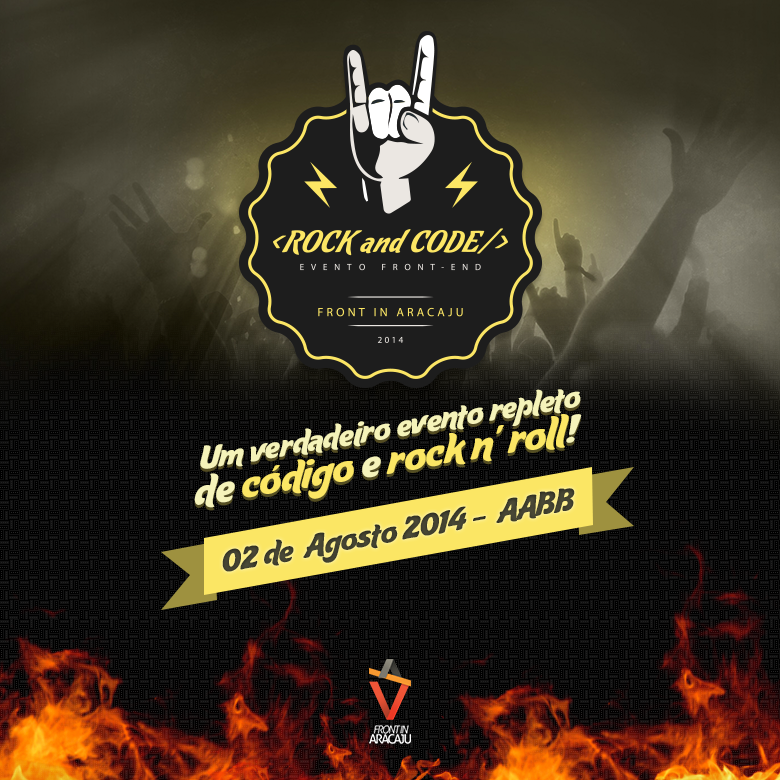 <ROCK and CODE/>
EVENTO FRONT-END
FRONT IN ARACAJU
2014
Um verdadeiro evento repleto
de código e rock n' roll!
02 de Agosto 2014 - AABB
FRONT IN
ARACAJU